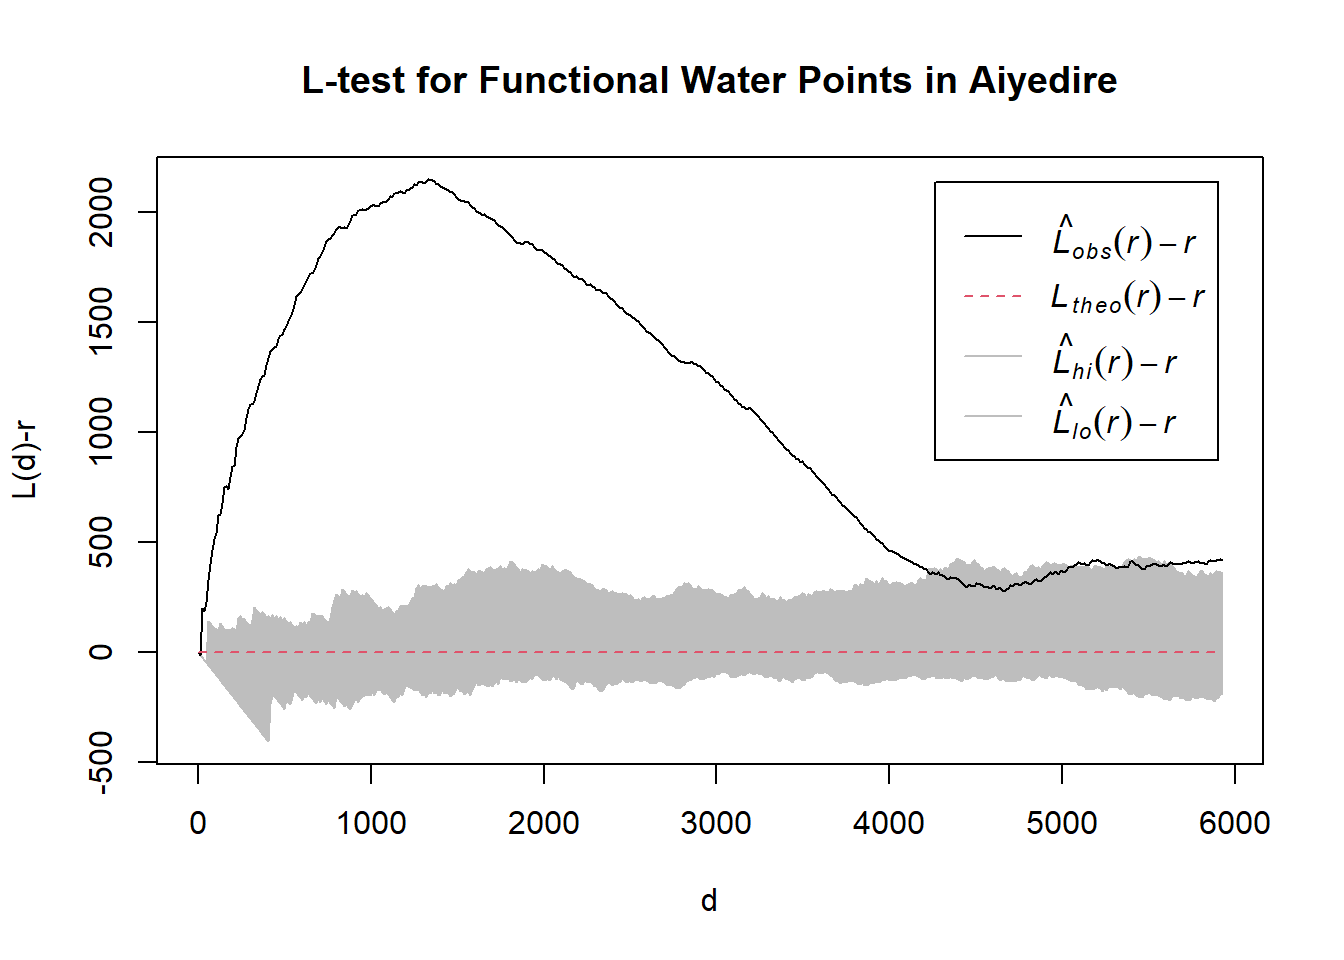 L-test for Functional Water Points in Aiyedire
L(d)-r
2000
1500
1000
500
0
-500
L̂obs(r) – r
Ltheo(r) – r
L̂hi(r) – r
L̂lo(r) – r
0 1000 2000 3000 4000 5000 6000
d